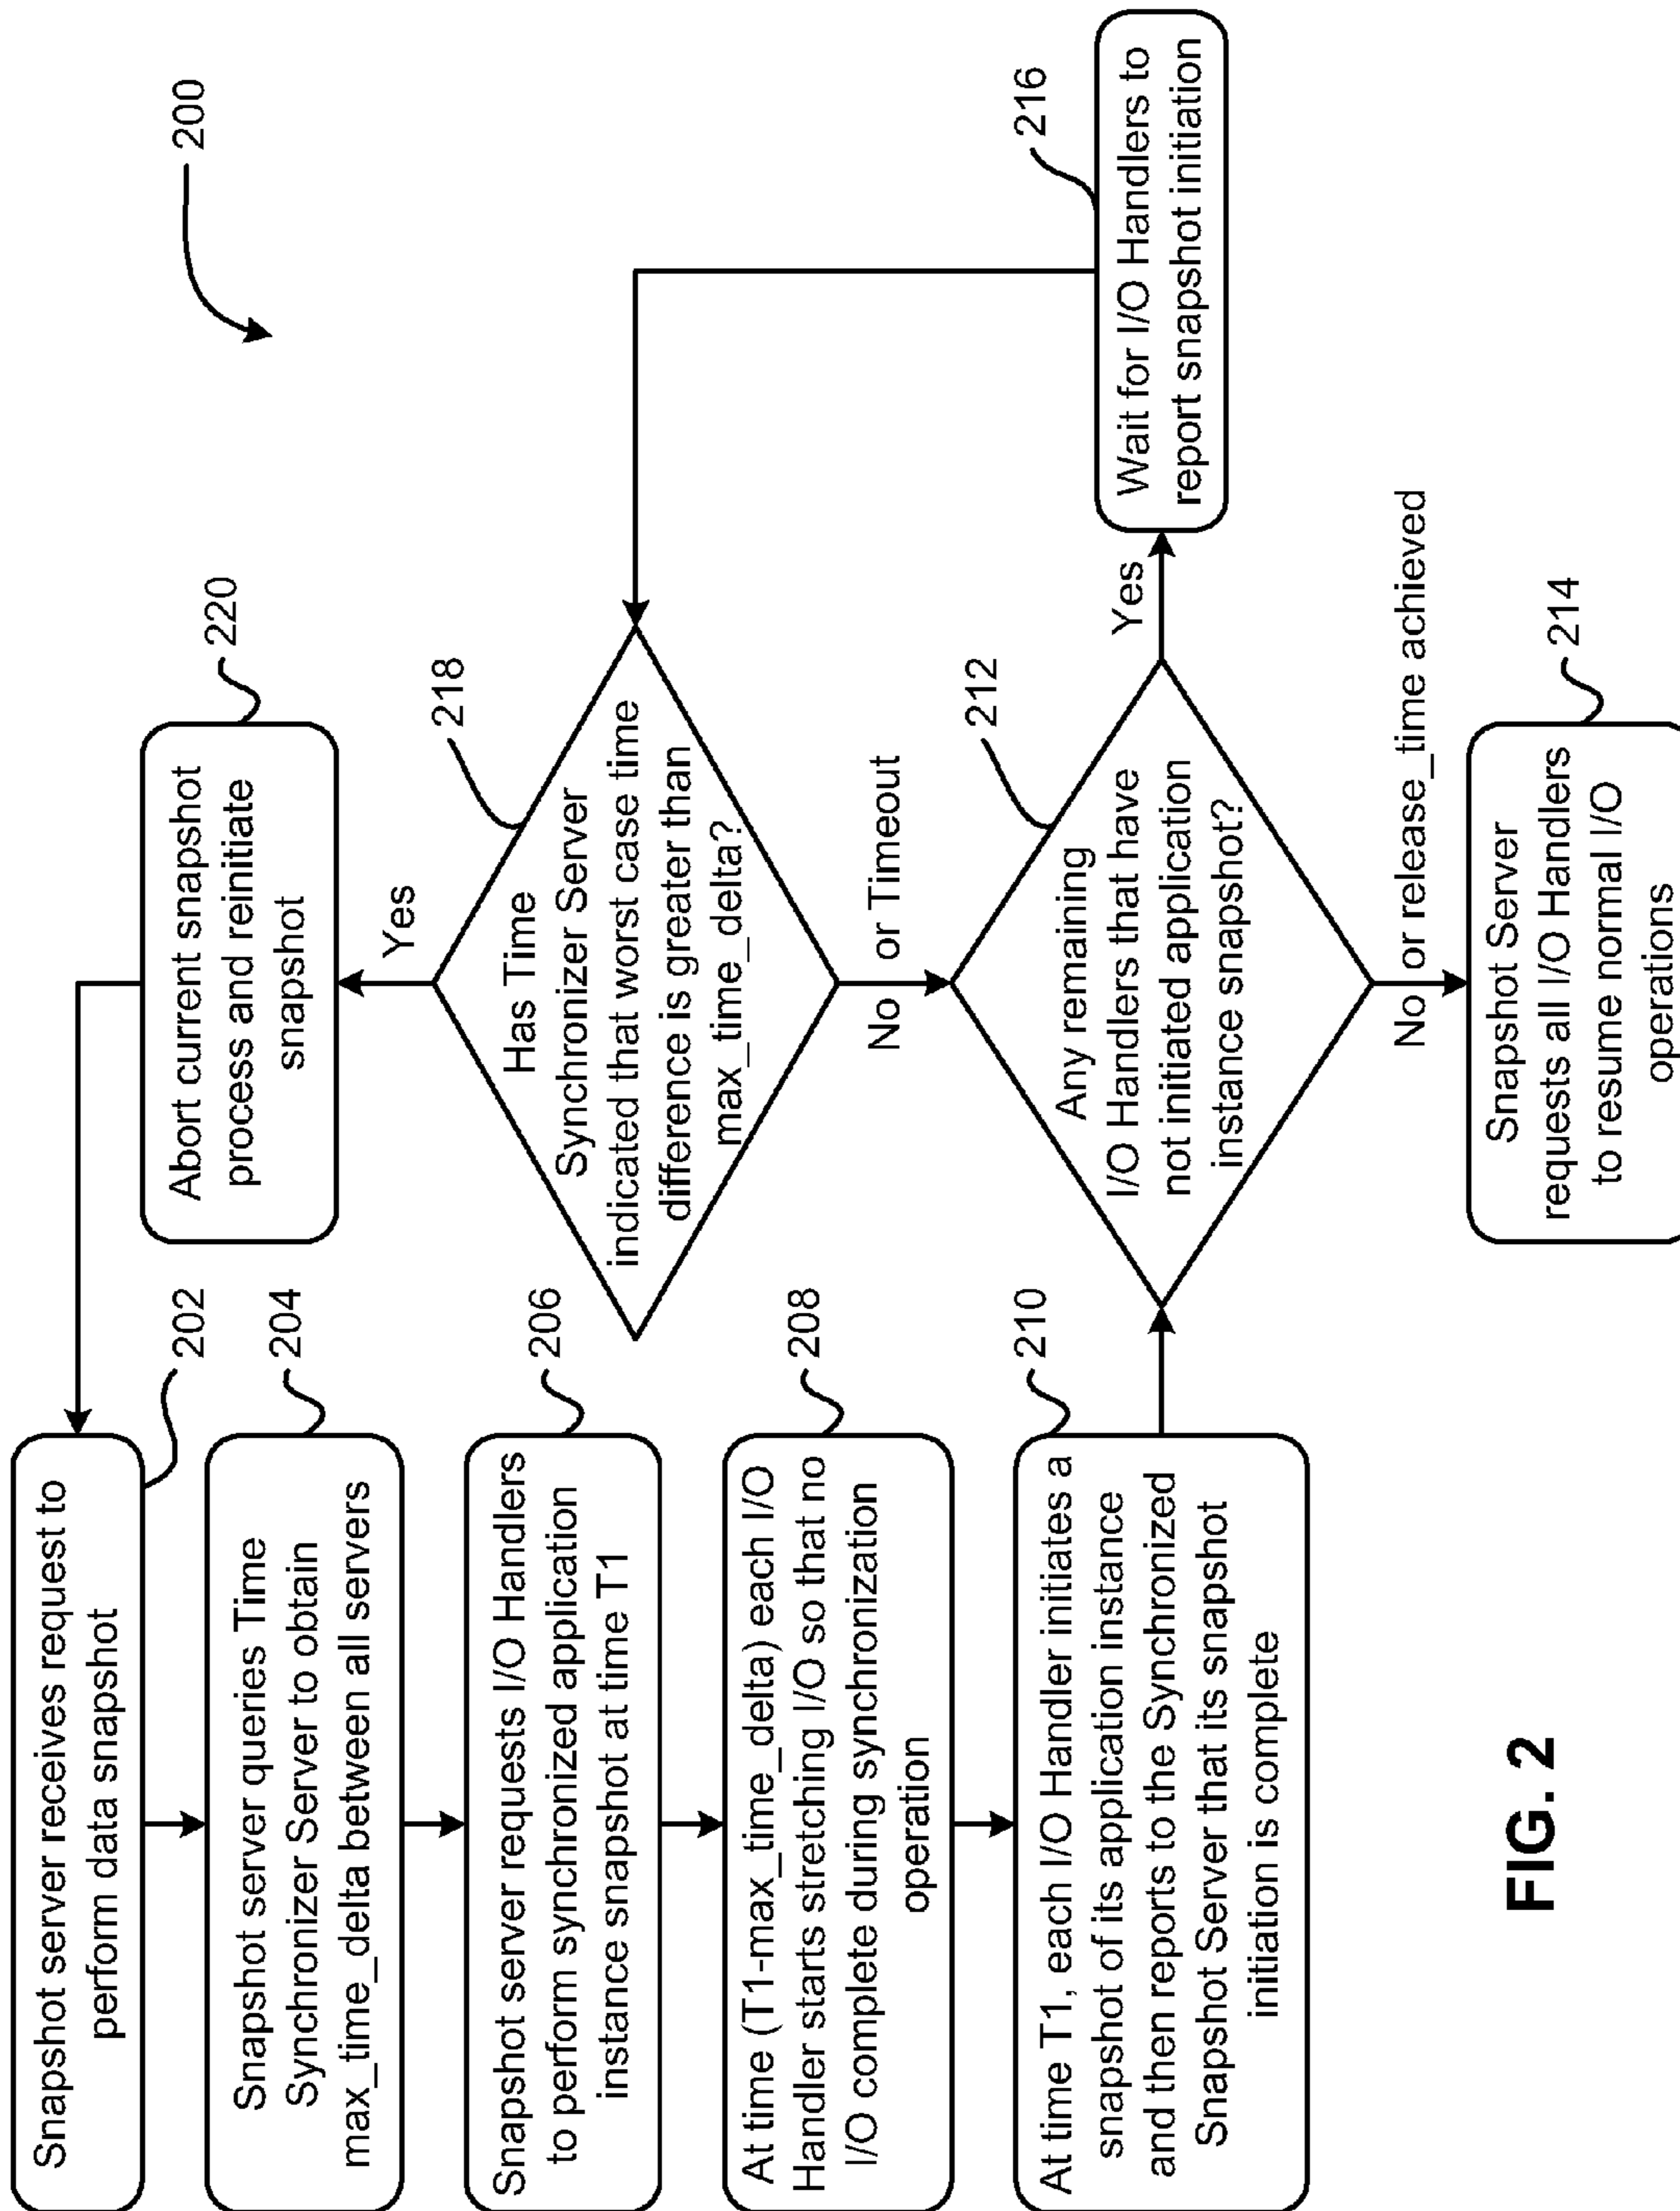 200
Snapshot server receives request to
perform data snapshot
202
Snapshot server queries Time
Synchronizer Server to obtain
max_time_delta between all servers
204
Snapshot server requests I/O Handlers
to perform synchronized application
instance snapshot at time T1
206
At time (T1-max_time_delta) each I/O
Handler starts stretching I/O so that no
I/O complete during synchronization
operation
208
At time T1, each I/O Handler initiates a
snapshot of its application instance
and then reports to the Synchronized
Snapshot Server that its snapshot
initiation is complete
210
Abort current snapshot
process and reinitiate
snapshot
220
Yes
Has Time
Synchronizer Server
indicated that worst case time
difference is greater than
max_time_delta?
218
No or Timeout
Any remaining
I/O Handlers that have
not initiated application
instance snapshot?
212
Yes
Wait for I/O Handlers to
report snapshot initiation
216
No or release_time achieved
Snapshot Server
requests all I/O Handlers
to resume normal I/O
operations
214
FIG. 2